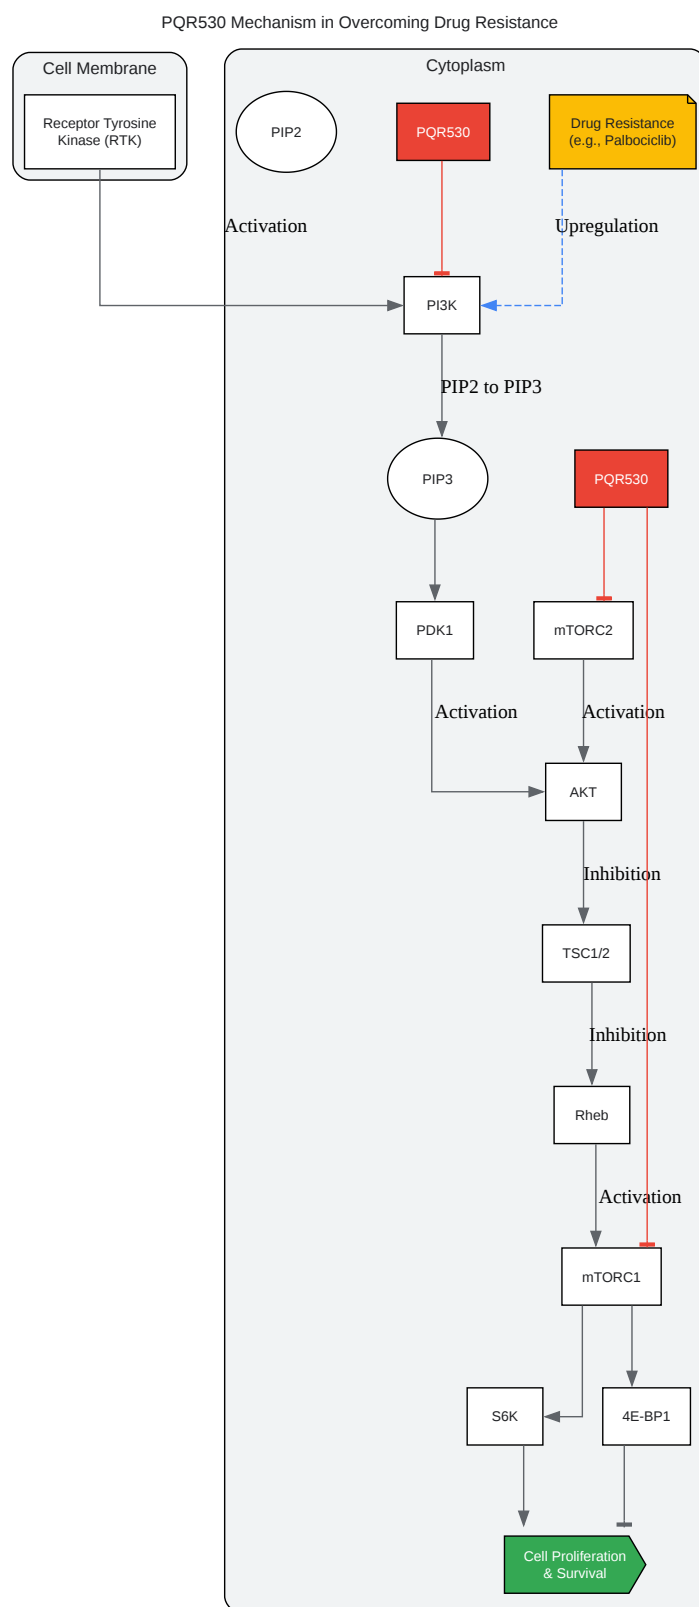 PQR530 Mechanism in Overcoming Drug Resistance
Cell Membrane
Cytoplasm
Receptor Tyrosine
Kinase (RTK)
PIP2
PQR530
Drug Resistance
(e.g., Palbociclib)
Activation
Upregulation
PI3K
PIP2 to PIP3
PIP3
PQR530
PDK1
mTORC2
Activation
Activation
AKT
Inhibition
TSC1/2
Inhibition
Rheb
Activation
mTORC1
S6K
4E-BP1
Cell Proliferation
& Survival